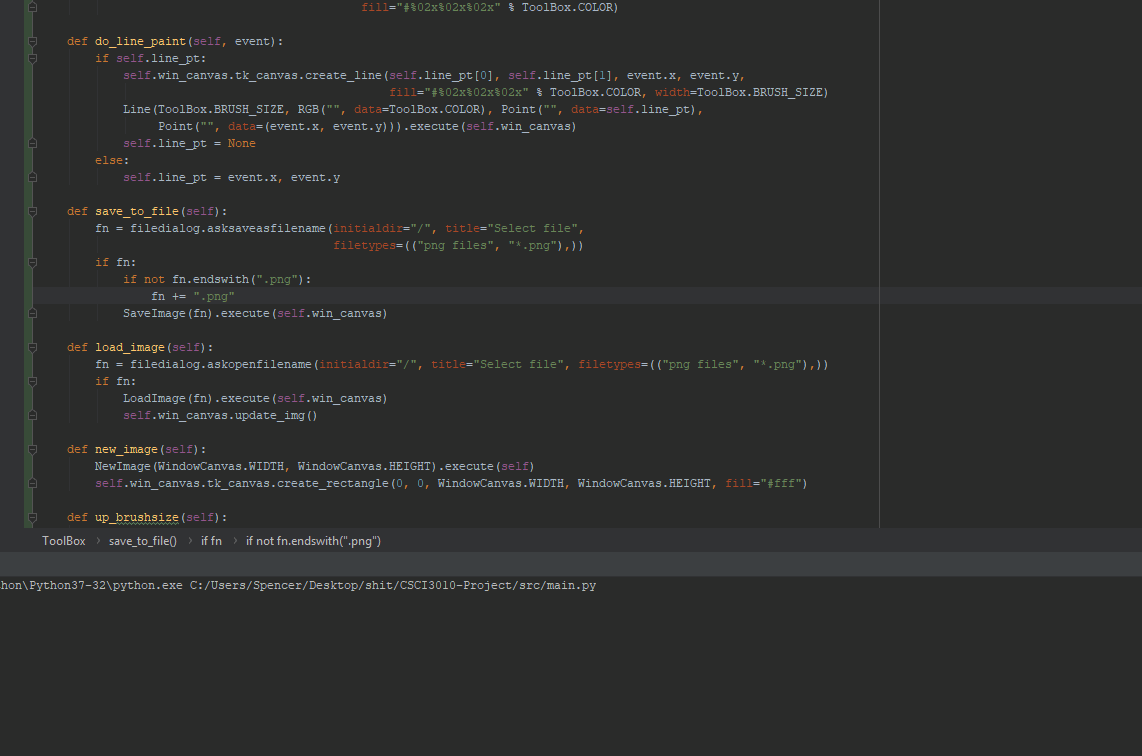 fill="#%02x%02x%02x" % ToolBox.COLOR)
def do_line_paint(self, event):
if self.line_pt:
self.win_canvas.tk_canvas.create_line(self.line_pt[0], self.line_pt[1], event.x, event.y,
fill="#%02x%02x%02x" % ToolBox.COLOR, width=ToolBox.BRUSH_SIZE)
Line(ToolBox.BRUSH_SIZE, RGB("", data=ToolBox.COLOR), Point("", data=self.line_pt),
Point("", data=(event.x, event.y))).execute(self.win_canvas)
self.line_pt = None
else:
self.line_pt = event.x, event.y
def save_to_file(self):
fn = filedialog.asksaveasfilename(initialdir="/", title="Select file",
filetypes=(("png files", "*.png"),))
if fn:
if not fn.endswith(".png"):
fn += ".png"
SaveImage(fn).execute(self.win_canvas)
def load_image(self):
fn = filedialog.askopenfilename(initialdir="/", title="Select file", filetypes=(("png files", "*.png"),))
if fn:
LoadImage(fn).execute(self.win_canvas)
self.win_canvas.update_img()
def new_image(self):
NewImage(WindowCanvas.WIDTH, WindowCanvas.HEIGHT).execute(self)
self.win_canvas.tk_canvas.create_rectangle(0, 0, WindowCanvas.WIDTH, WindowCanvas.HEIGHT, fill="#fff")
def up_brushsize(self):
ToolBox › save_to_file() › if fn › if not fn.endswith(".png")
hon\Python37-32\python.exe C:/Users/Spencer/Desktop/shit/CSCI3010-Project/src/main.py